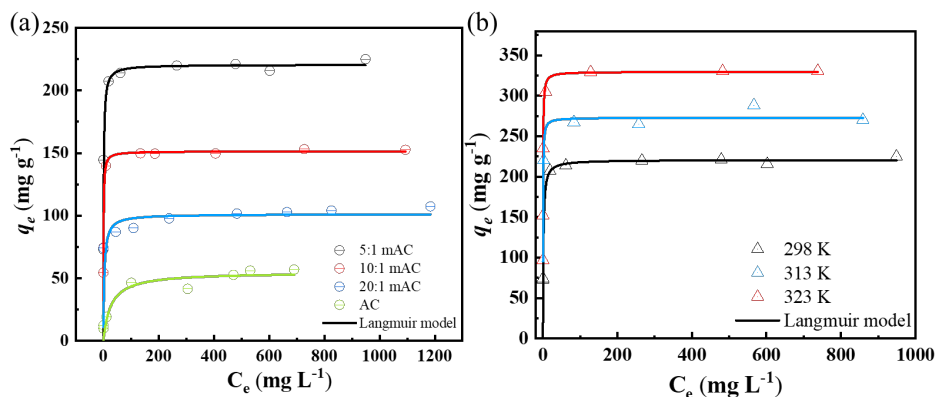 (a)
250
200
150
100
50
0
q_e (mg g⁻¹)
5:1 mAC
10:1 mAC
20:1 mAC
AC
Langmuir model
0 200 400 600 800 1000 1200
C_e (mg L⁻¹)
(b)
350
300
250
200
150
100
50
0
q_e (mg g⁻¹)
298 K
313 K
323 K
Langmuir model
0 200 400 600 800 1000
C_e (mg L⁻¹)